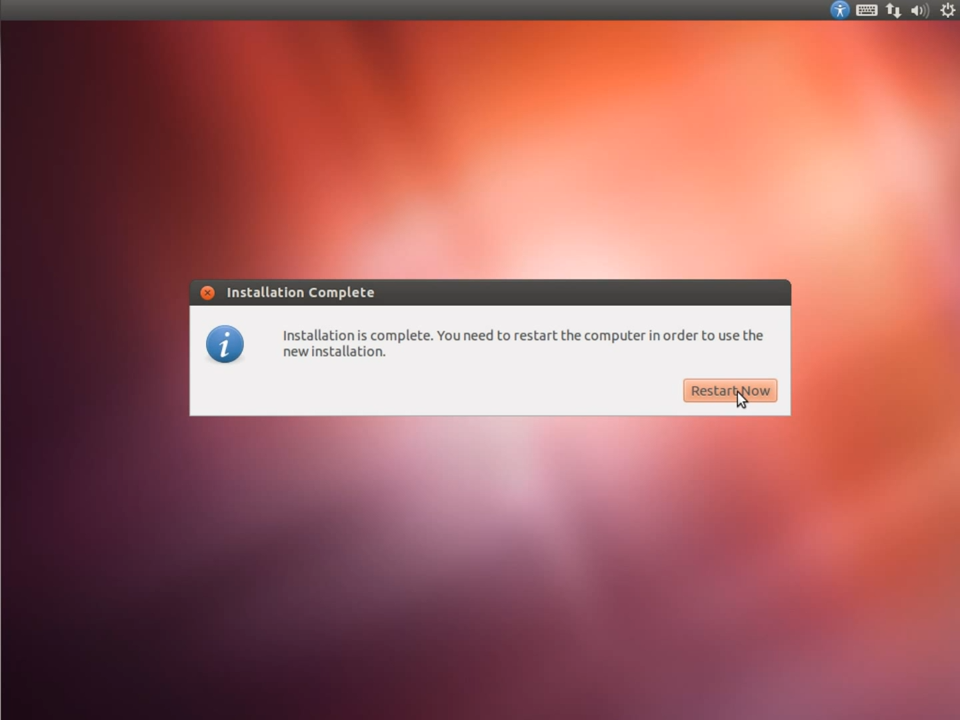 Installation Complete
Installation is complete. You need to restart the computer in order to use the
new installation.
Restart Now